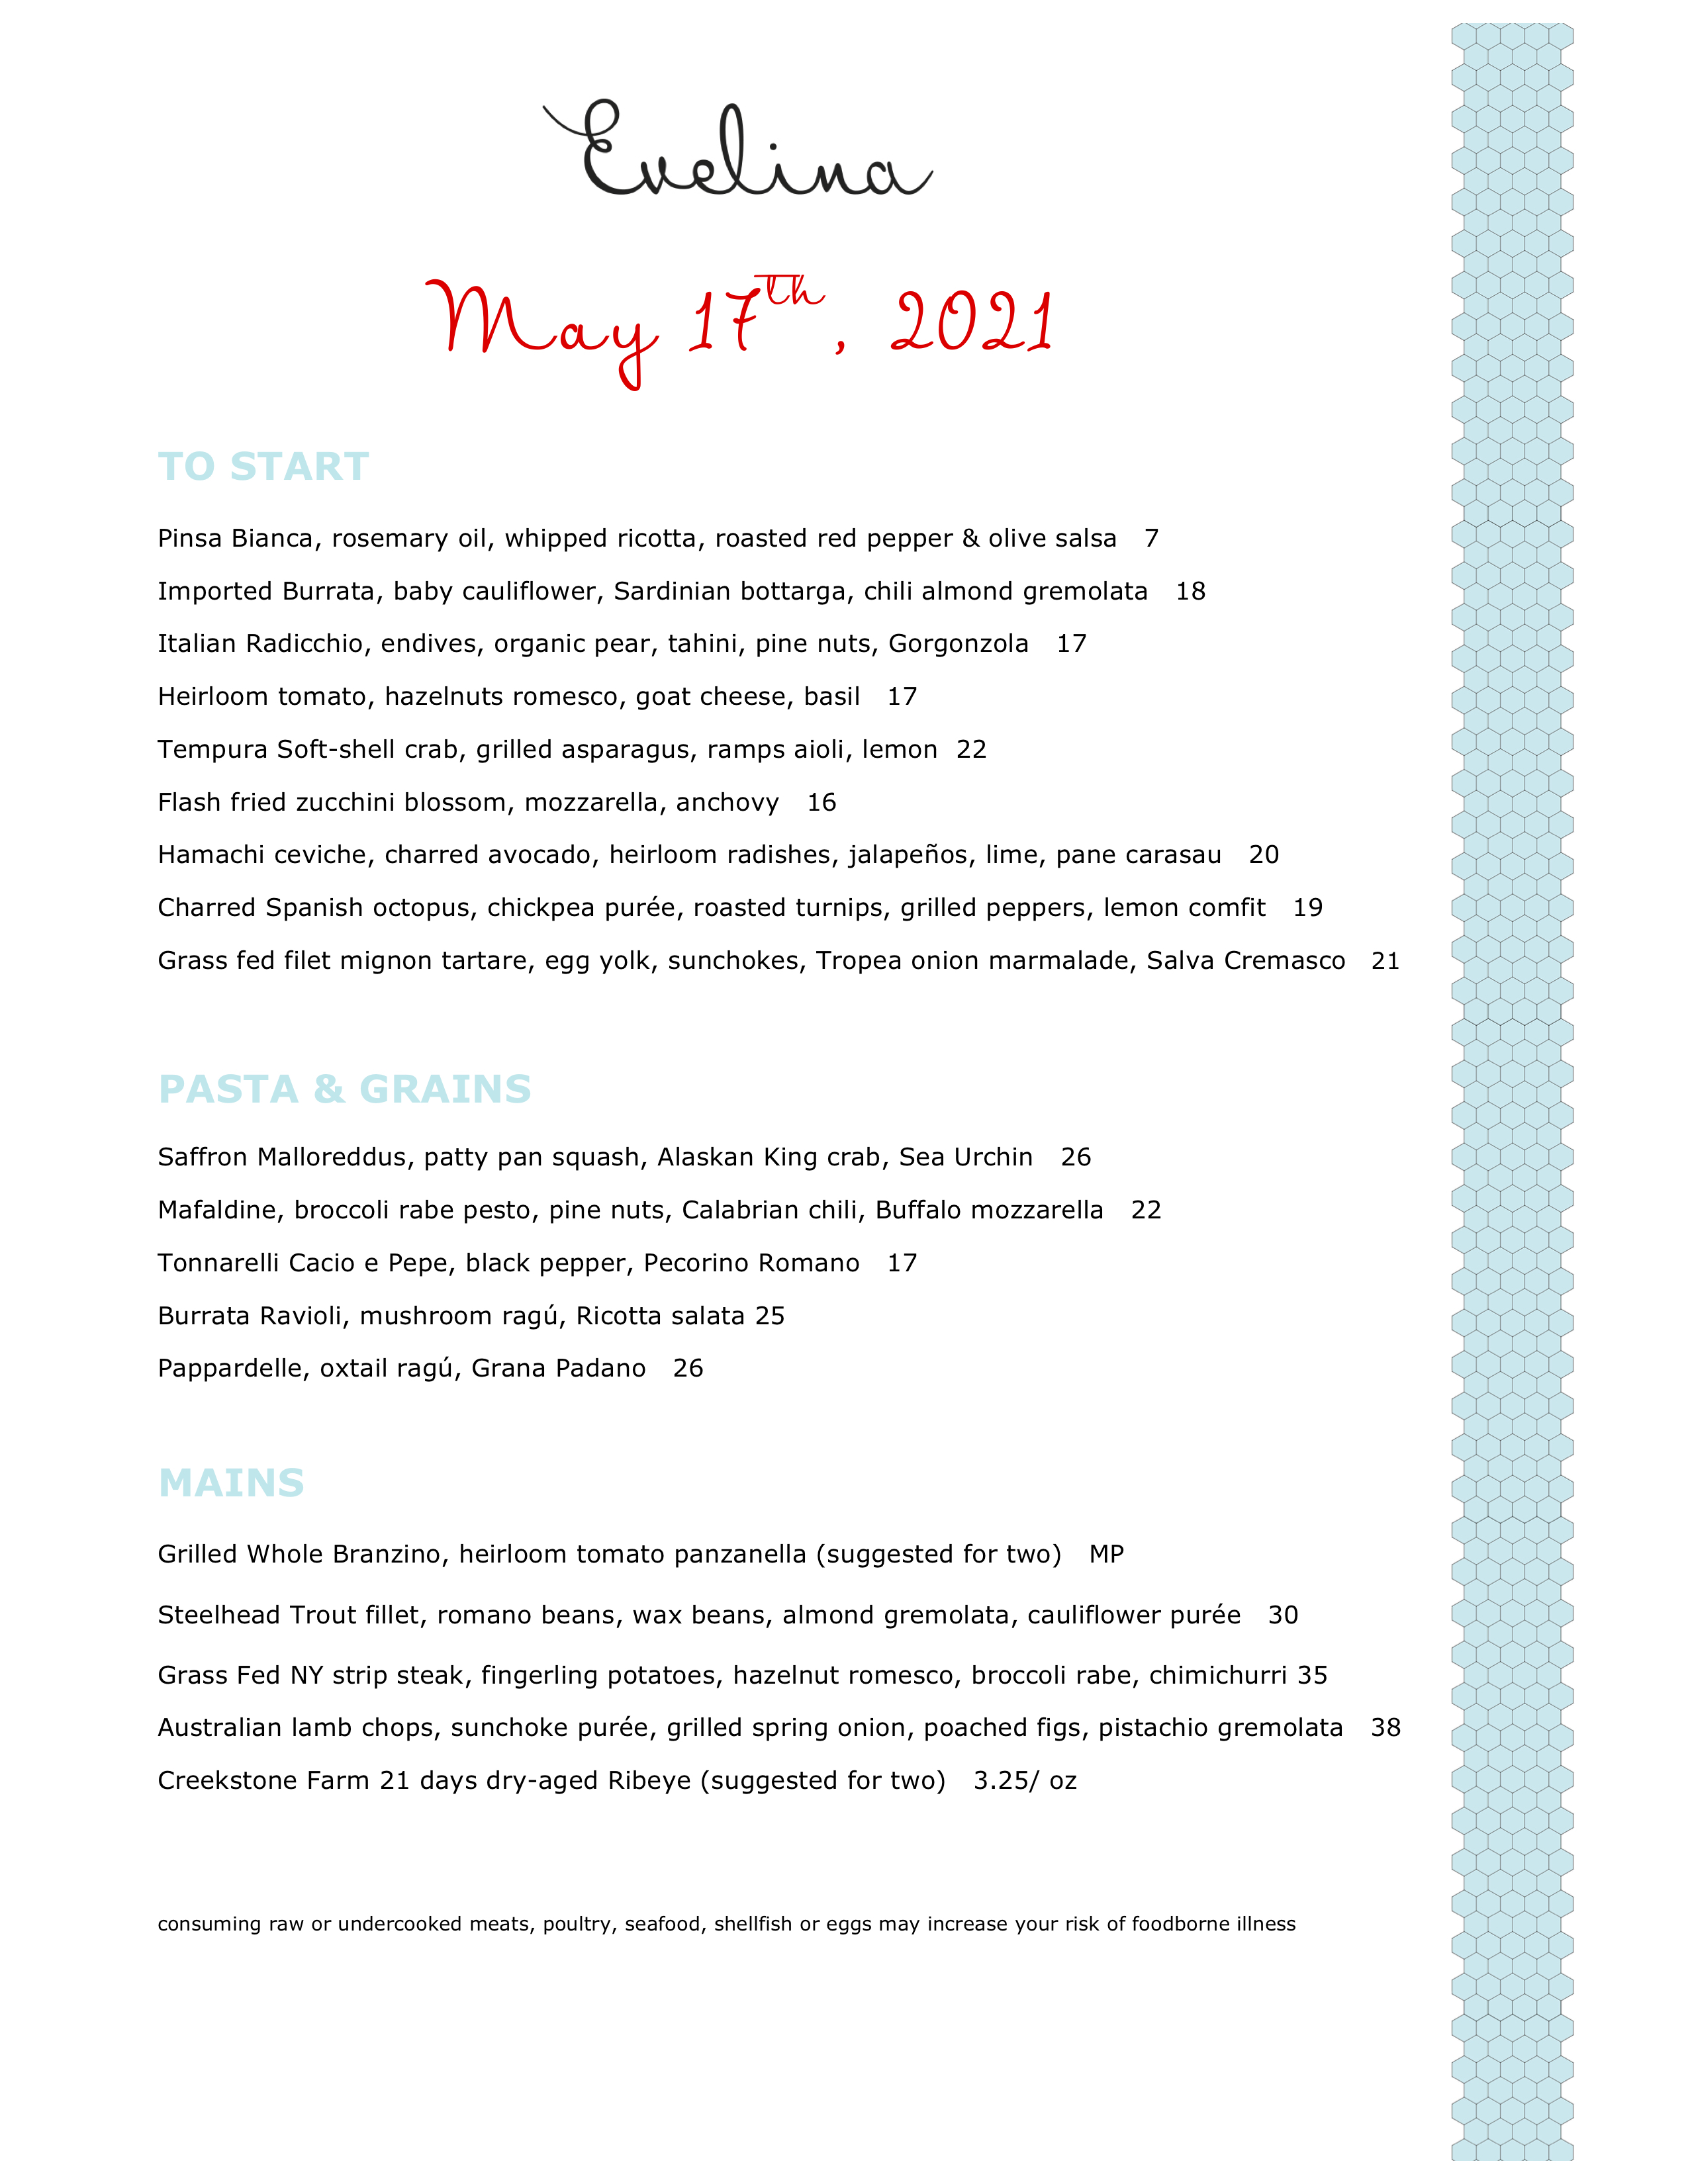 Evelina
May 17th, 2021
TO START
Pinsa Bianca, rosemary oil, whipped ricotta, roasted red pepper & olive salsa 7
Imported Burrata, baby cauliflower, Sardinian bottarga, chili almond gremolata 18
Italian Radicchio, endives, organic pear, tahini, pine nuts, Gorgonzola 17
Heirloom tomato, hazelnuts romesco, goat cheese, basil 17
Tempura Soft-shell crab, grilled asparagus, ramps aioli, lemon 22
Flash fried zucchini blossom, mozzarella, anchovy 16
Hamachi ceviche, charred avocado, heirloom radishes, jalapeños, lime, pane carasau 20
Charred Spanish octopus, chickpea purée, roasted turnips, grilled peppers, lemon comfit 19
Grass fed filet mignon tartare, egg yolk, sunchokes, Tropea onion marmalade, Salva Cremasco 21
PASTA & GRAINS
Saffron Malloreddus, patty pan squash, Alaskan King crab, Sea Urchin 26
Mafaldine, broccoli rabe pesto, pine nuts, Calabrian chili, Buffalo mozzarella 22
Tonnarelli Cacio e Pepe, black pepper, Pecorino Romano 17
Burrata Ravioli, mushroom ragú, Ricotta salata 25
Pappardelle, oxtail ragú, Grana Padano 26
MAINS
Grilled Whole Branzino, heirloom tomato panzanella (suggested for two) MP
Steelhead Trout fillet, romano beans, wax beans, almond gremolata, cauliflower purée 30
Grass Fed NY strip steak, fingerling potatoes, hazelnut romesco, broccoli rabe, chimichurri 35
Australian lamb chops, sunchoke purée, grilled spring onion, poached figs, pistachio gremolata 38
Creekstone Farm 21 days dry-aged Ribeye (suggested for two) 3.25/ oz
consuming raw or undercooked meats, poultry, seafood, shellfish or eggs may increase your risk of foodborne illness